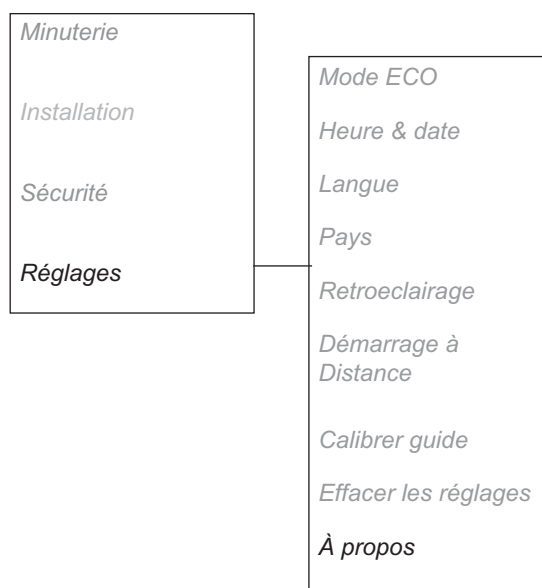 Minuterie
Installation
Sécurité
Réglages
Mode ECO
Heure & date
Langue
Pays
Retroeclairage
Démarrage à
Distance
Calibrer guide
Effacer les réglages
À propos